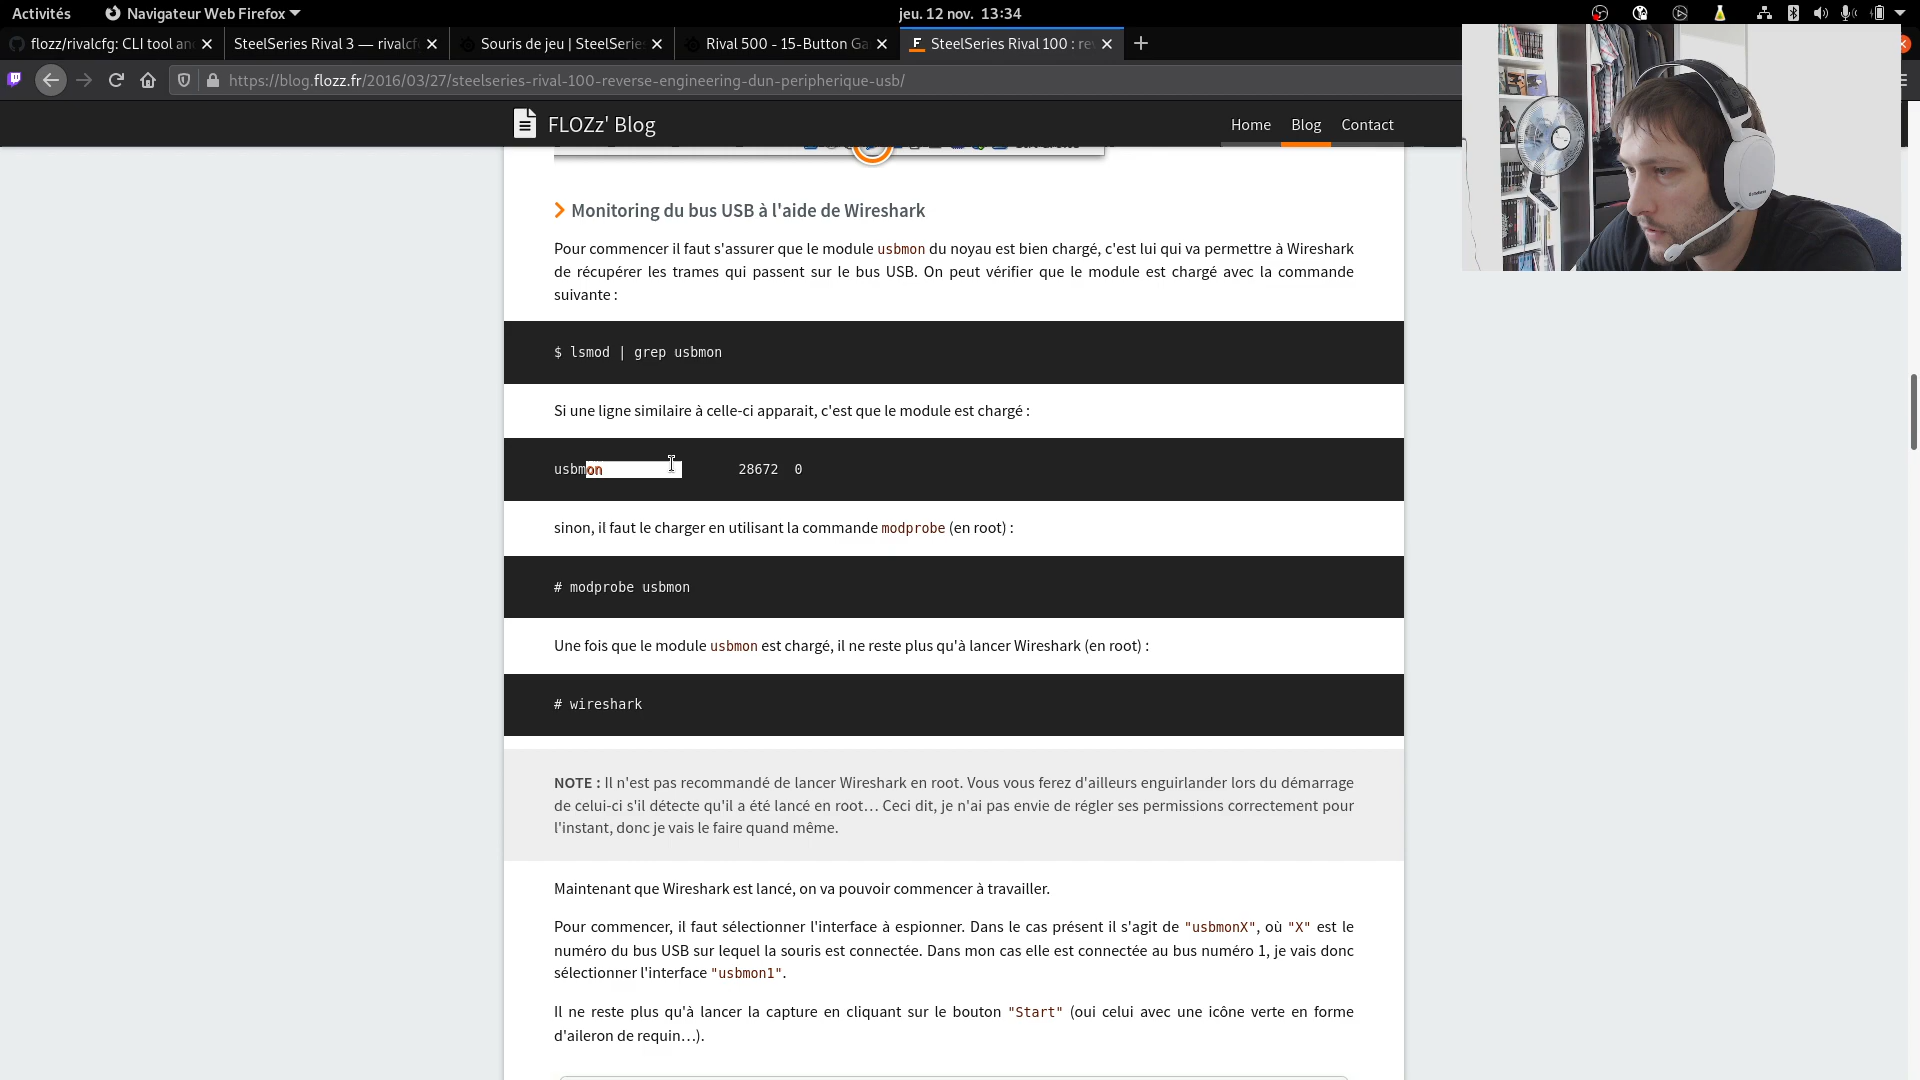 Activités
Navigateur Web Firefox
jeu. 12 nov. 13:34
flozz/rivalcfg: CLI tool an
SteelSeries Rival 3 — rivalcf
Souris de jeu | SteelSerie
Rival 500 - 15-Button Ga
SteelSeries Rival 100 : re
https://blog.flozz.fr/2016/03/27/steelseries-rival-100-reverse-engineering-dun-peripherique-usb/
FLOZz' Blog
Home
Blog
Contact
Monitoring du bus USB à l'aide de Wireshark
Pour commencer il faut s'assurer que le module usbmon du noyau est bien chargé, c'est lui qui va permettre à Wireshark
de récupérer les trames qui passent sur le bus USB. On peut vérifier que le module est chargé avec la commande
suivante :
$ lsmod | grep usbmon
Si une ligne similaire à celle-ci apparait, c'est que le module est chargé :
usbmon 28672 0
sinon, il faut le charger en utilisant la commande modprobe (en root) :
# modprobe usbmon
Une fois que le module usbmon est chargé, il ne reste plus qu'à lancer Wireshark (en root) :
# wireshark
NOTE : Il n'est pas recommandé de lancer Wireshark en root. Vous vous ferez d'ailleurs enguirlander lors du démarrage
de celui-ci s'il détecte qu'il a été lancé en root… Ceci dit, je n'ai pas envie de régler ses permissions correctement pour
l'instant, donc je vais le faire quand même.
Maintenant que Wireshark est lancé, on va pouvoir commencer à travailler.
Pour commencer, il faut sélectionner l'interface à espionner. Dans le cas présent il s'agit de "usbmonX", où "X" est le
numéro du bus USB sur lequel la souris est connectée. Dans mon cas elle est connectée au bus numéro 1, je vais donc
sélectionner l'interface "usbmon1".
Il ne reste plus qu'à lancer la capture en cliquant sur le bouton "Start" (oui celui avec une icône verte en forme
d'aileron de requin…).